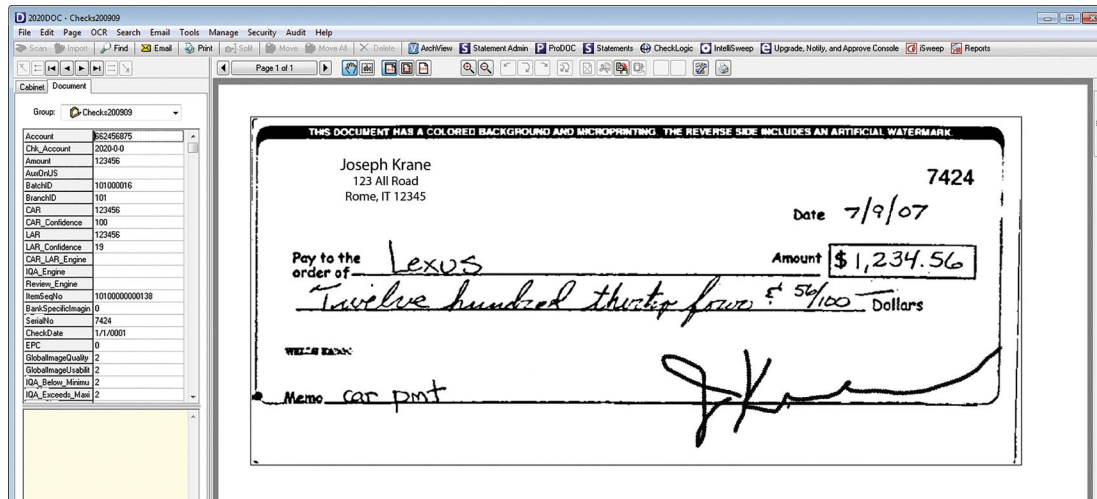 2020DOC - Checks200909
File Edit Page OCR Search Email Tools Manage Security Audit Help
Scan Import Find Email Print Split Move Move All Delete ArchView Statement Admin ProDOC Statements CheckLogic IntelliSweep Upgrade, Notify, and Approve Console iSweep Reports
Page 1 of 1
Cabinet Document
Group: Checks200909
Account 662456875
Chk_Account 2020-0-0
Amount 123456
AuxOnUS
BatchID 101000016
BranchID 101
CAR 123456
CAR_Confidence 100
LAR 123456
LAR_Confidence 19
CAR_LAR_Engine
IQA_Engine
Review_Engine
ItemSeqNo 10100000000138
BankSpecificImagin 0
SerialNo 7424
CheckDate 1/1/0001
EPC 0
GlobalImageQuality 2
GlobalImageUsabilit 2
IQA_Below_Minimu 2
IQA_Exceeds_Maxi 2
THIS DOCUMENT HAS A COLORED BACKGROUND AND MICROPRINTING. THE REVERSE SIDE INCLUDES AN ARTIFICIAL WATERMARK.
Joseph Krane
123 All Road
Rome, IT 12345
7424
Date 7/9/07
Pay to the order of Lexus
Amount $1,234.56
Twelve hundred thirty four & 56/100 Dollars
Memo car pmt
J Krane